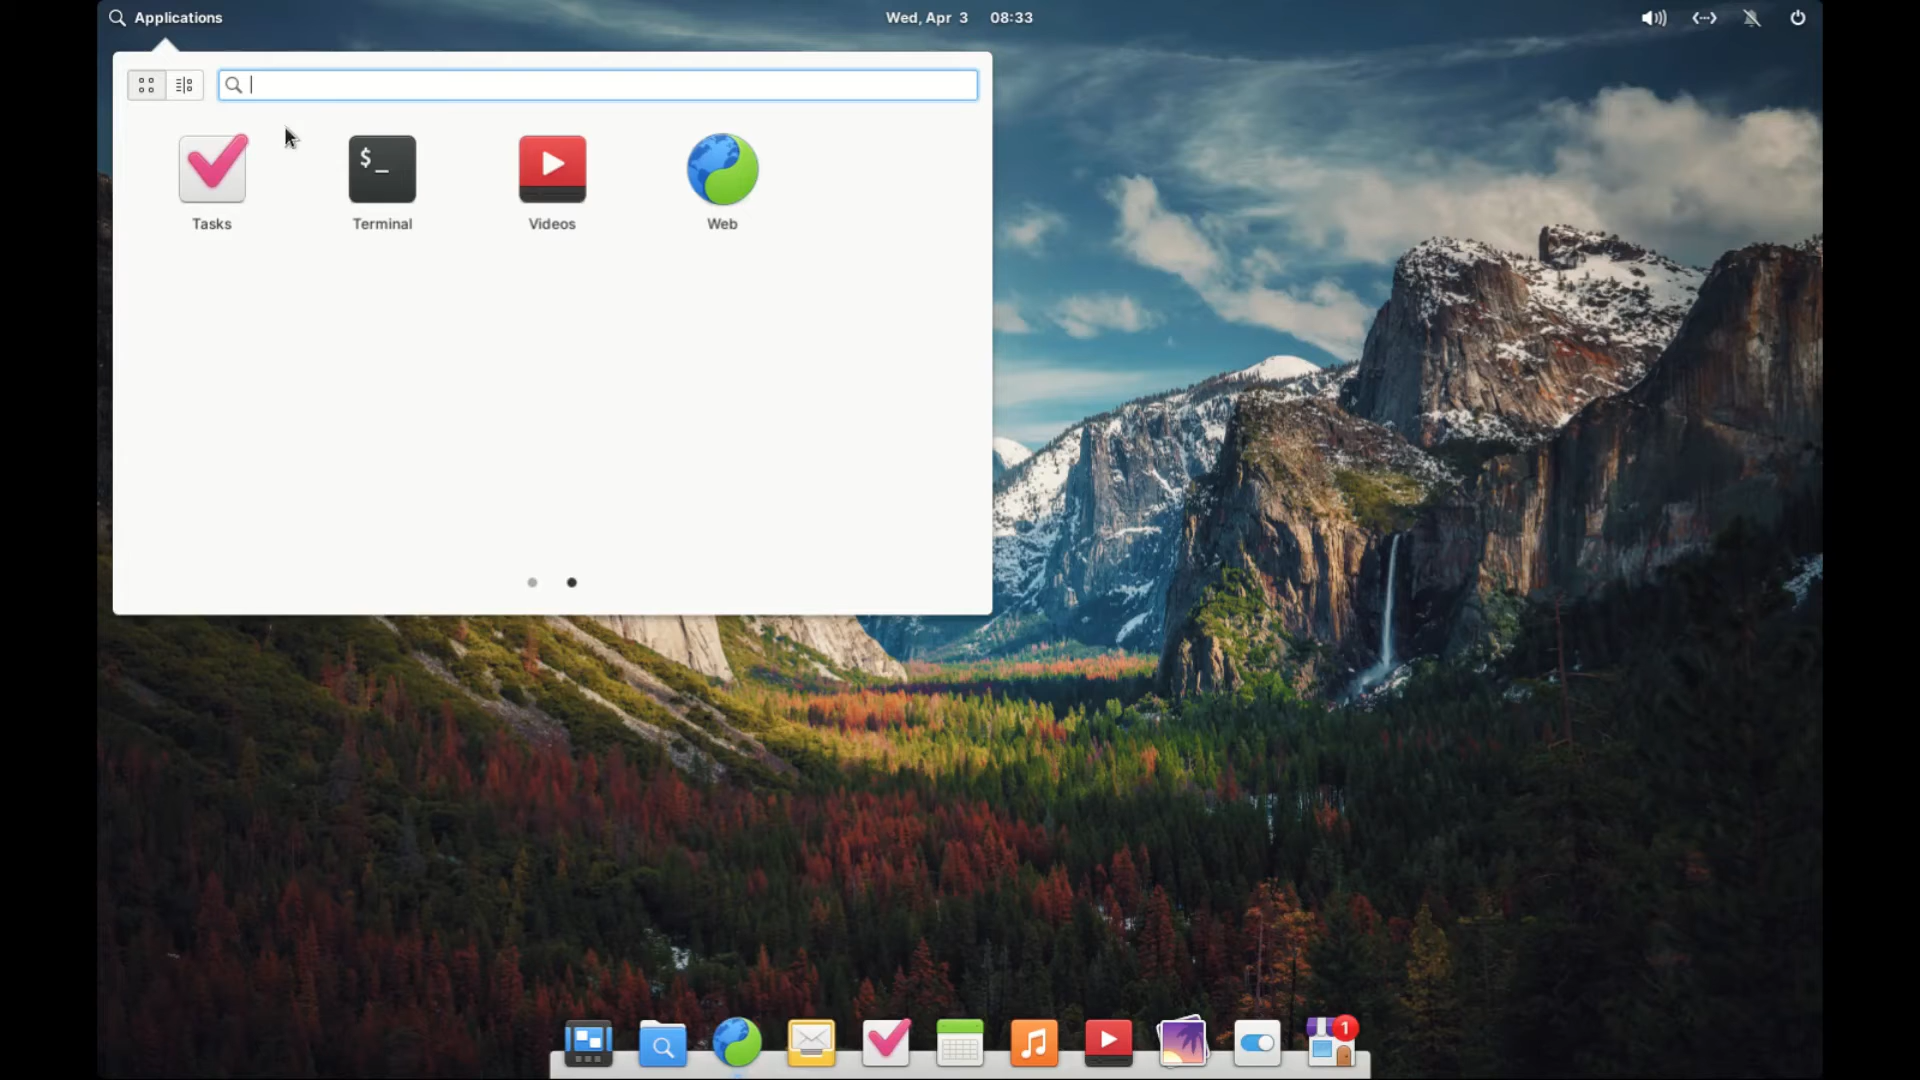 Applications
Wed, Apr 3 08:33
$_
Tasks
Terminal
Videos
Web
1